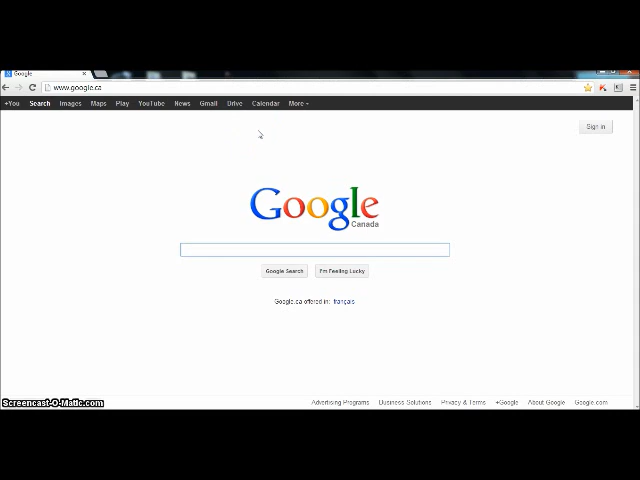 Google
www.google.ca
+You Search Images Maps Play YouTube News Gmail Drive Calendar More
Sign in
Google
Canada
Google Search I'm Feeling Lucky
Google.ca offered in: français
Advertising Programs Business Solutions Privacy & Terms +Google About Google Google.com
Screencast-O-Matic.com